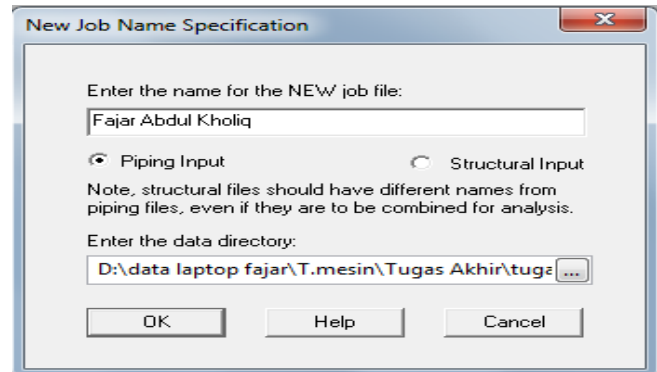 New Job Name Specification
Enter the name for the NEW job file:
Fajar Abdul Kholiq
Piping Input
Structural Input
Note, structural files should have different names from
piping files, even if they are to be combined for analysis.
Enter the data directory:
D:\data laptop fajar\T.mesin\Tugas Akhir\tuga
...
OK
Help
Cancel